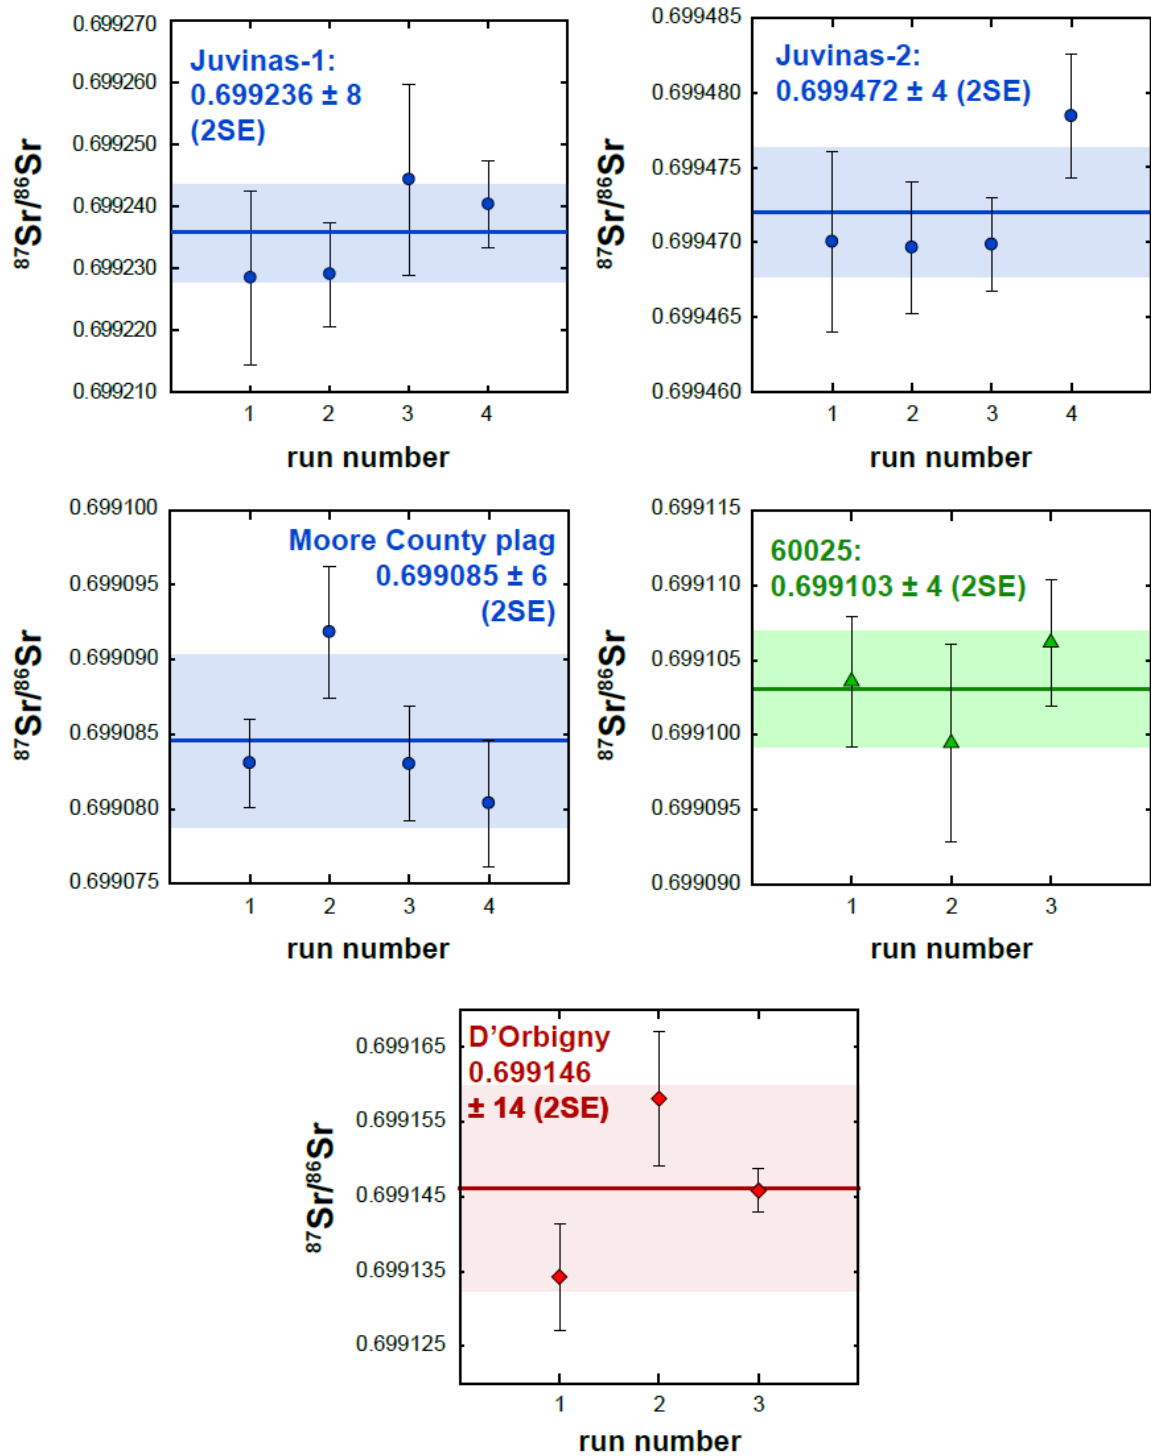 0.699270
0.699260
0.699250
0.699240
0.699230
0.699220
0.699210
87Sr/86Sr
Juvinas-1:
0.699236 ± 8
(2SE)
1 2 3 4
run number
0.699485
0.699480
0.699475
0.699470
0.699465
0.699460
87Sr/86Sr
Juvinas-2:
0.699472 ± 4 (2SE)
1 2 3 4
run number
0.699100
0.699095
0.699090
0.699085
0.699080
0.699075
87Sr/86Sr
Moore County plag
0.699085 ± 6
(2SE)
1 2 3 4
run number
0.699115
0.699110
0.699105
0.699100
0.699095
0.699090
87Sr/86Sr
60025:
0.699103 ± 4 (2SE)
1 2 3
run number
0.699165
0.699155
0.699145
0.699135
0.699125
87Sr/86Sr
D’Orbigny
0.699146
± 14 (2SE)
1 2 3
run number